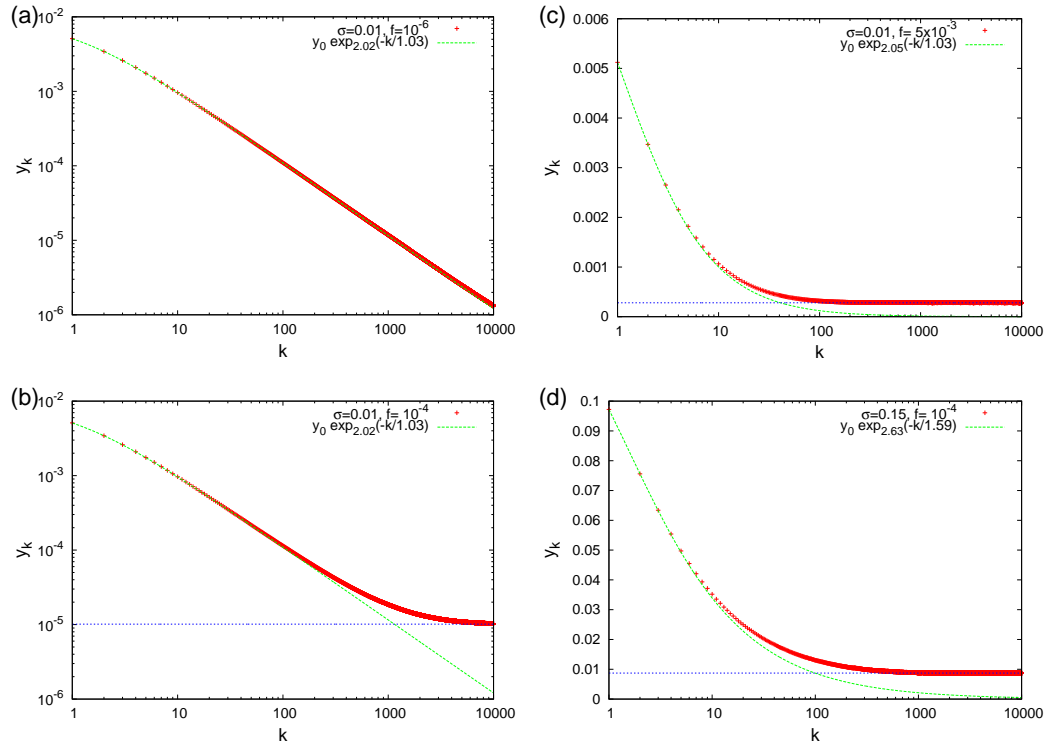 (a)
σ=0.01, f=10^-6
y_0 exp_2.02(-k/1.03)
10^-2
10^-3
10^-4
10^-5
10^-6
y_k
1 10 100 1000 10000
k
(b)
σ=0.01, f= 10^-4
y_0 exp_2.02(-k/1.03)
10^-2
10^-3
10^-4
10^-5
10^-6
y_k
1 10 100 1000 10000
k
(c)
σ=0.01, f= 5x10^-3
y_0 exp_2.05(-k/1.03)
0.006
0.005
0.004
0.003
0.002
0.001
0
y_k
1 10 100 1000 10000
k
(d)
σ=0.15, f= 10^-4
y_0 exp_2.63(-k/1.59)
0.1
0.09
0.08
0.07
0.06
0.05
0.04
0.03
0.02
0.01
0
y_k
1 10 100 1000 10000
k